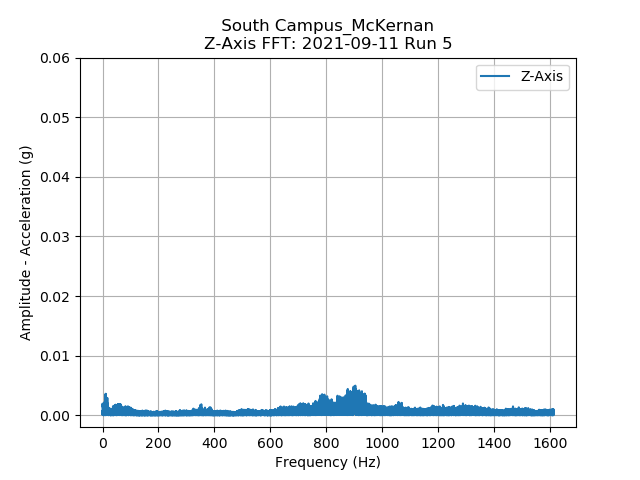 South Campus_McKernan
Z-Axis FFT: 2021-09-11 Run 5
Z-Axis
0.06
0.05
0.04
0.03
0.02
0.01
0.00
Amplitude - Acceleration (g)
0 200 400 600 800 1000 1200 1400 1600
Frequency (Hz)